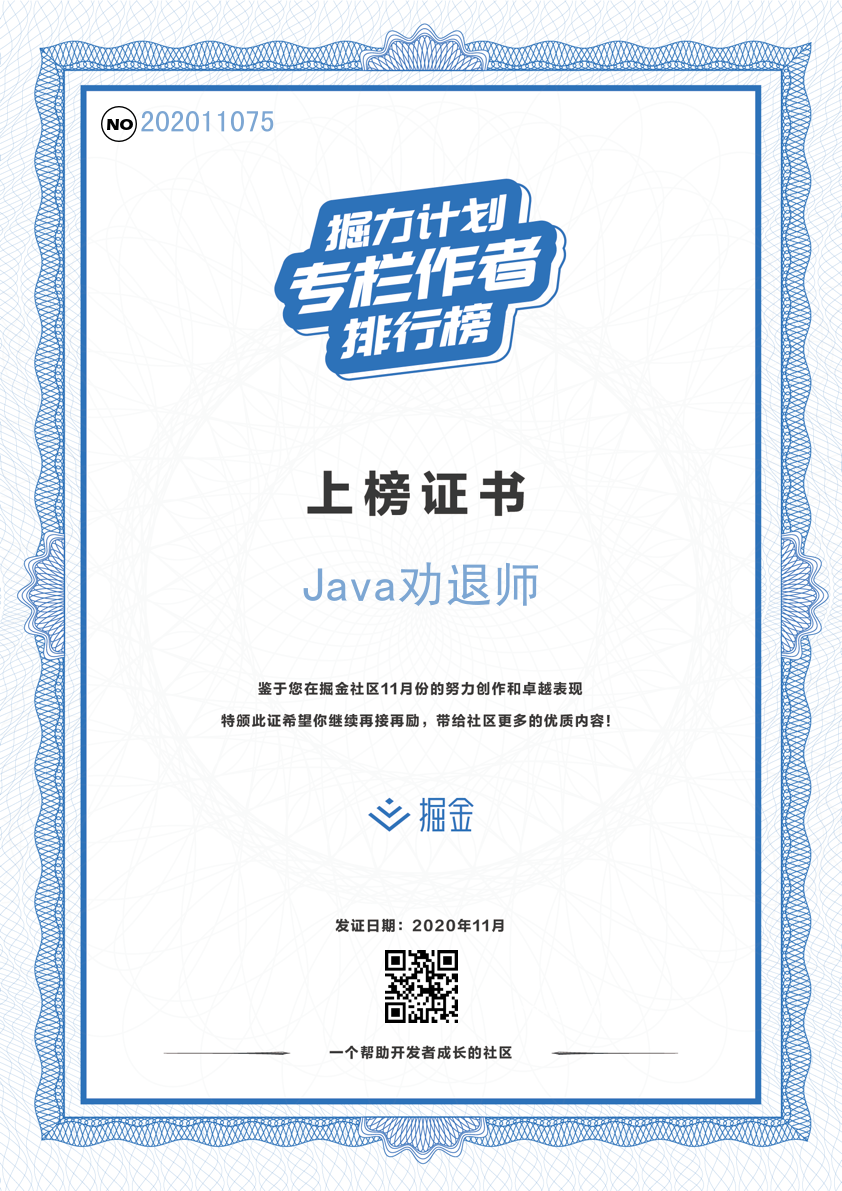 NO 202011075
掘力计划
专栏作者
排行榜
上榜证书
Java劝退师
鉴于您在掘金社区11月份的努力创作和卓越表现
特颁此证希望你继续再接再励，带给社区更多的优质内容！
掘金
发证日期：2020年11月
一个帮助开发者成长的社区